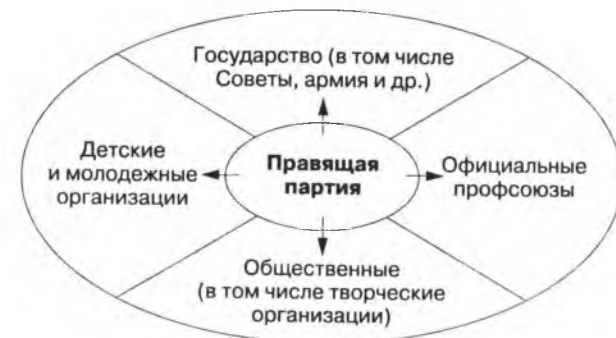 Государство (в том числе
Советы, армия и др.)
Детские
и молодежные
организации
Правящая
партия
Официальные
профсоюзы
Общественные
(в том числе творческие
организации)